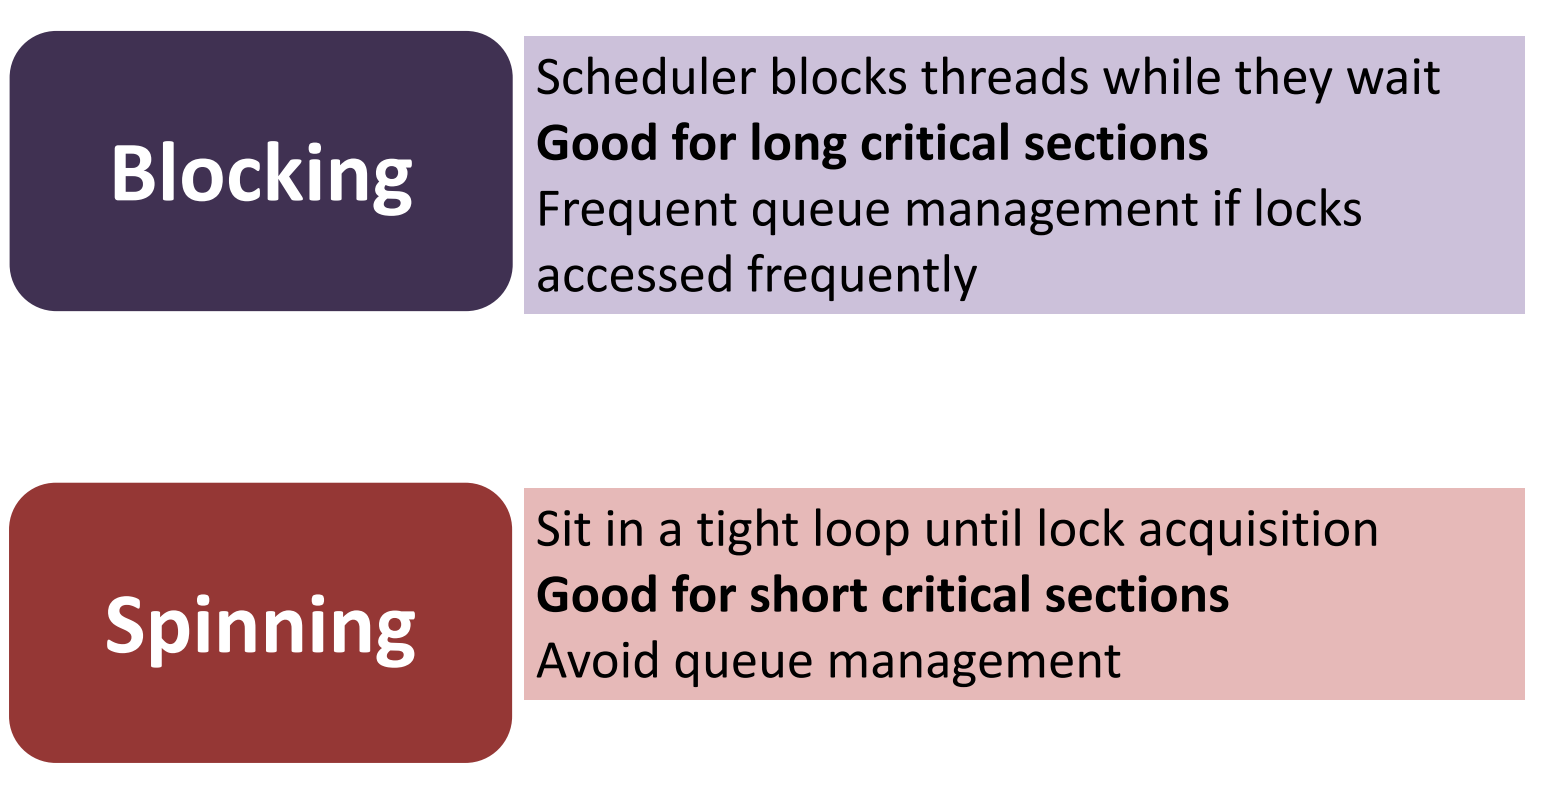 Blocking
Scheduler blocks threads while they wait
Good for long critical sections
Frequent queue management if locks
accessed frequently
Spinning
Sit in a tight loop until lock acquisition
Good for short critical sections
Avoid queue management